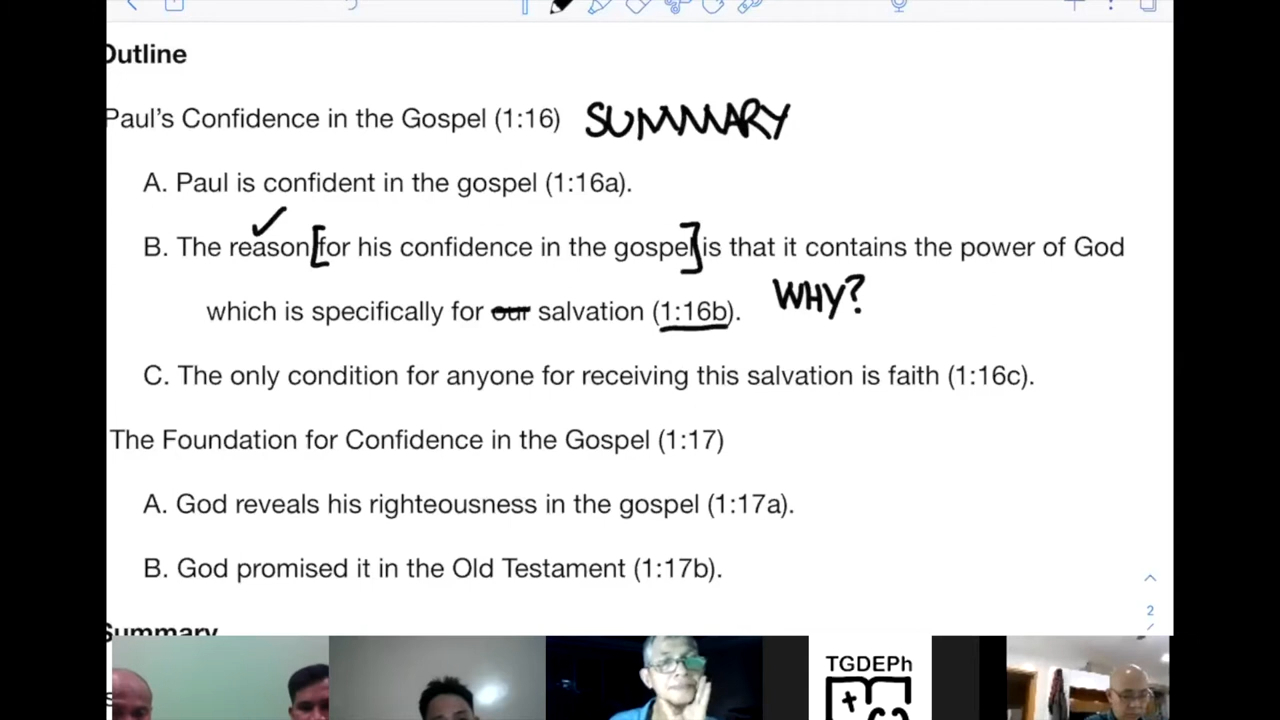 Outline
Paul's Confidence in the Gospel (1:16) SUMMARY
A. Paul is confident in the gospel (1:16a).
B. The reason [for his confidence in the gospel] is that it contains the power of God
which is specifically for our salvation (1:16b). WHY?
C. The only condition for anyone for receiving this salvation is faith (1:16c).
The Foundation for Confidence in the Gospel (1:17)
A. God reveals his righteousness in the gospel (1:17a).
B. God promised it in the Old Testament (1:17b).
2
Summary
TGDEPh